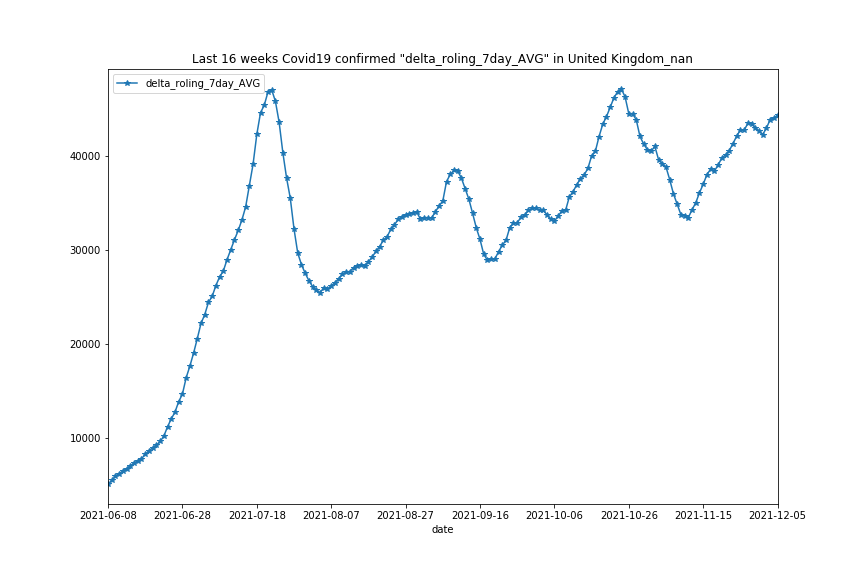 Last 16 weeks Covid19 confirmed "delta_roling_7day_AVG" in United Kingdom_nan
delta_roling_7day_AVG
40000
30000
20000
10000
2021-06-08 2021-06-28 2021-07-18 2021-08-07 2021-08-27 2021-09-16 2021-10-06 2021-10-26 2021-11-15 2021-12-05
date